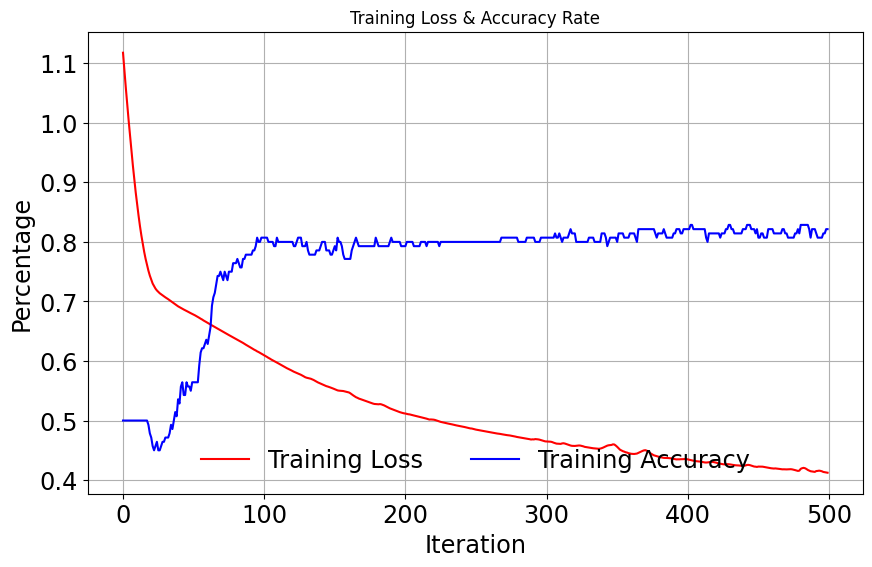 Training Loss & Accuracy Rate
Percentage
1.1
1.0
0.9
0.8
0.7
0.6
0.5
0.4
Training Loss
Training Accuracy
0
100
200
300
400
500
Iteration